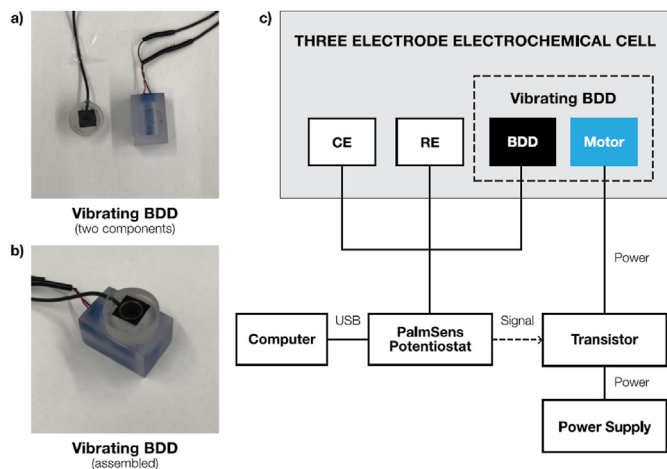 a)
Vibrating BDD
(two components)
b)
Vibrating BDD
(assembled)
c)
THREE ELECTRODE ELECTROCHEMICAL CELL
Vibrating BDD
CE
RE
BDD
Motor
Power
USB
Signal
Computer
PalmSens
Potentiostat
Transistor
Power
Power Supply